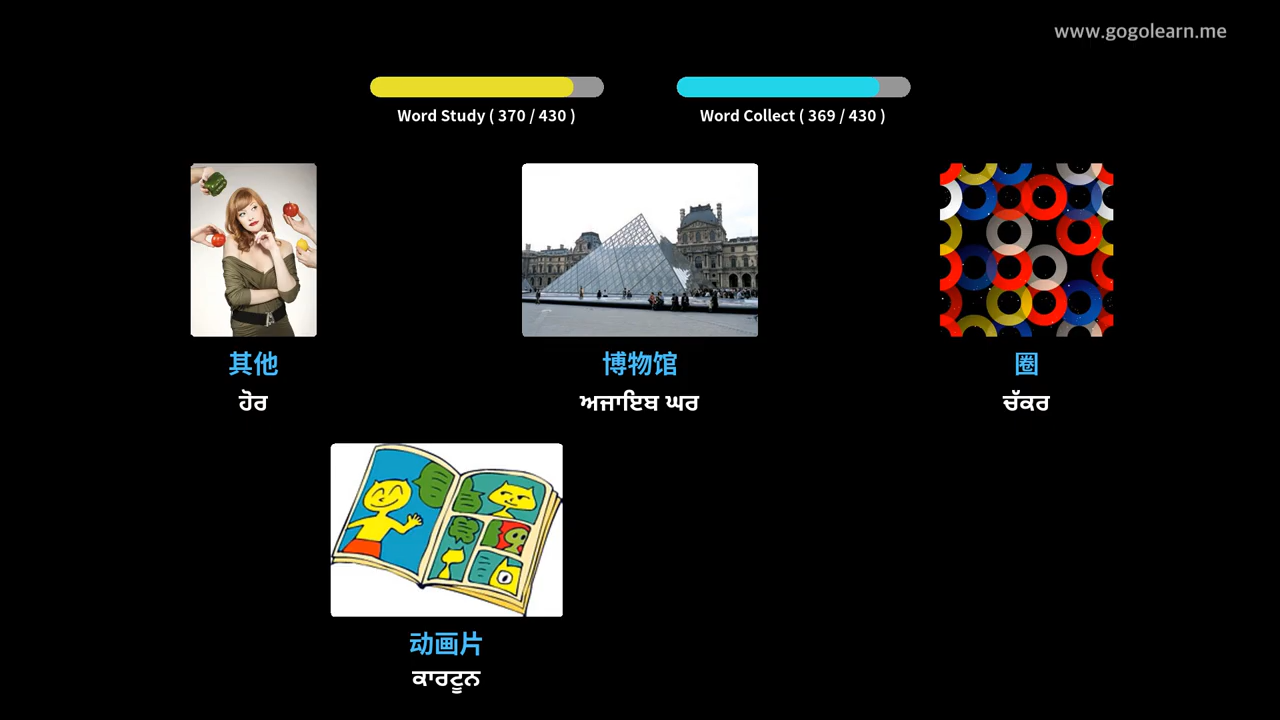 www.gogolearn.me
Word Study ( 370 / 430 )
Word Collect ( 369 / 430 )
其他
ਹੋਰ
博物馆
ਅਜਾਇਬ ਘਰ
圈
ਚੱਕਰ
动画片
ਕਾਰਟੂਨ